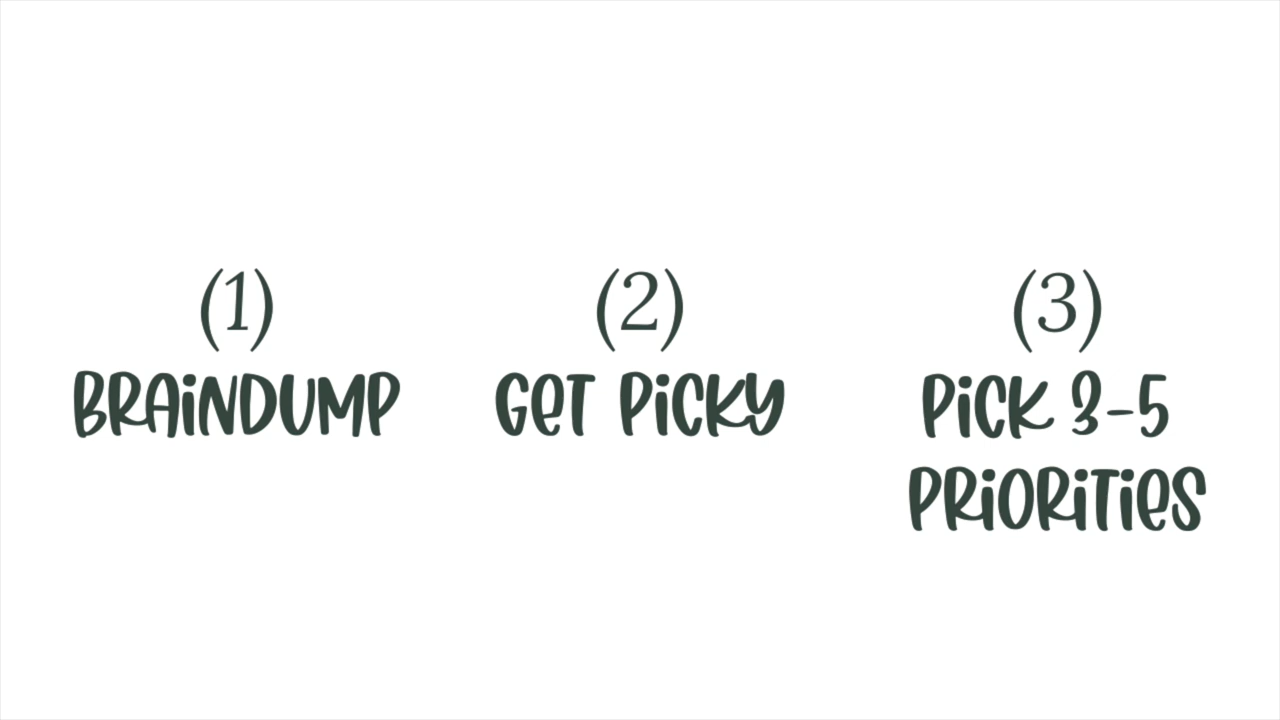 (1)
BRAINDUMP
(2)
GET PICKY
(3)
PICK 3-5
PRIORITIES